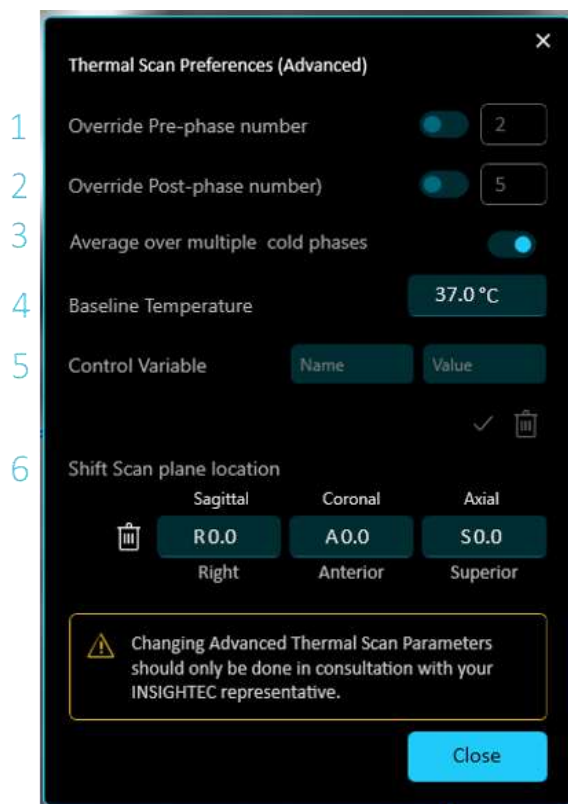 Thermal Scan Preferences (Advanced)
1 Override Pre-phase number 2
2 Override Post-phase number) 5
3 Average over multiple cold phases
4 Baseline Temperature 37.0 °C
5 Control Variable Name Value
6 Shift Scan plane location
Sagittal Coronal Axial
R 0.0 A 0.0 S 0.0
Right Anterior Superior
Changing Advanced Thermal Scan Parameters
should only be done in consultation with your
INSIGHTEC representative.
Close